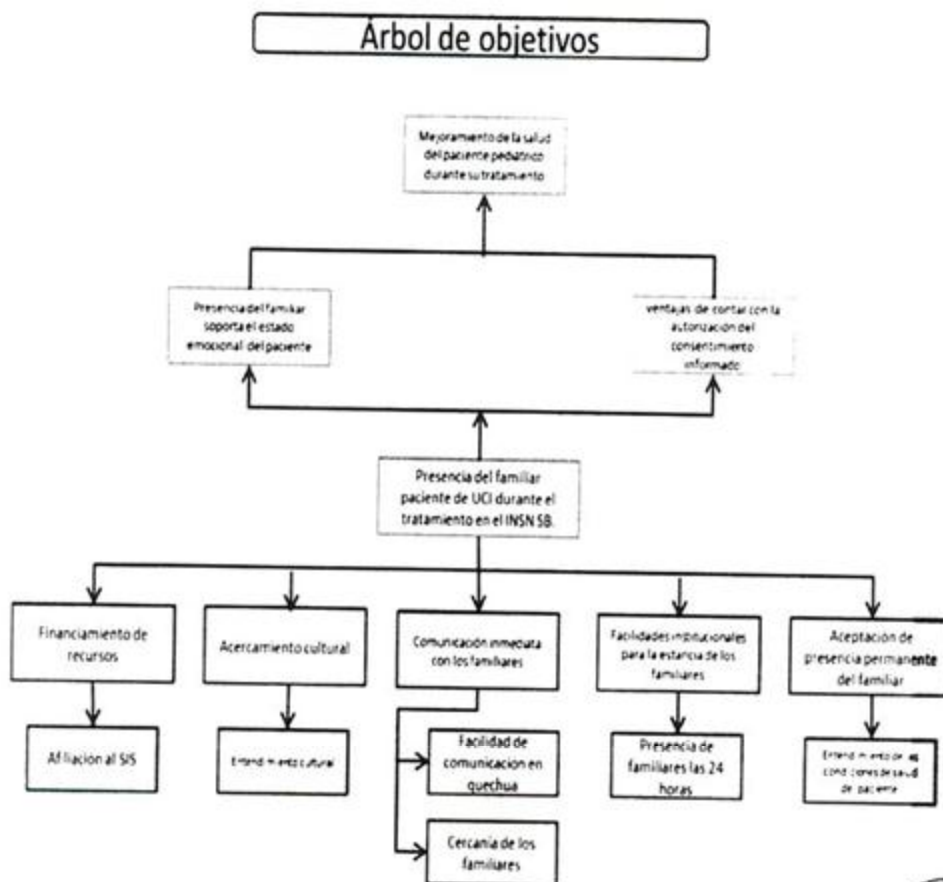 Árbol de objetivos
Mejoramiento de la salud
del paciente pediátrico
durante su tratamiento
Presencia del familiar
soporta el estado
emocional del paciente
ventajas de contar con la
autorización del
consentimiento
informado
Presencia del familiar
paciente de UCI durante el
tratamiento en el INSN SB.
Financiamiento de
recursos
Acercamiento cultural
Comunicación inmediata
con los familiares
Facilidades institucionales
para la estancia de los
familiares
Aceptación de
presencia permanente
del familiar
Afiliación al SIS
Entendimiento cultural
Facilidad de
comunicacion en
quechua
Presencia de
familiares las 24
horas
Entendimiento de las
condiciones de salud
del paciente
Cercanía de los
familiares